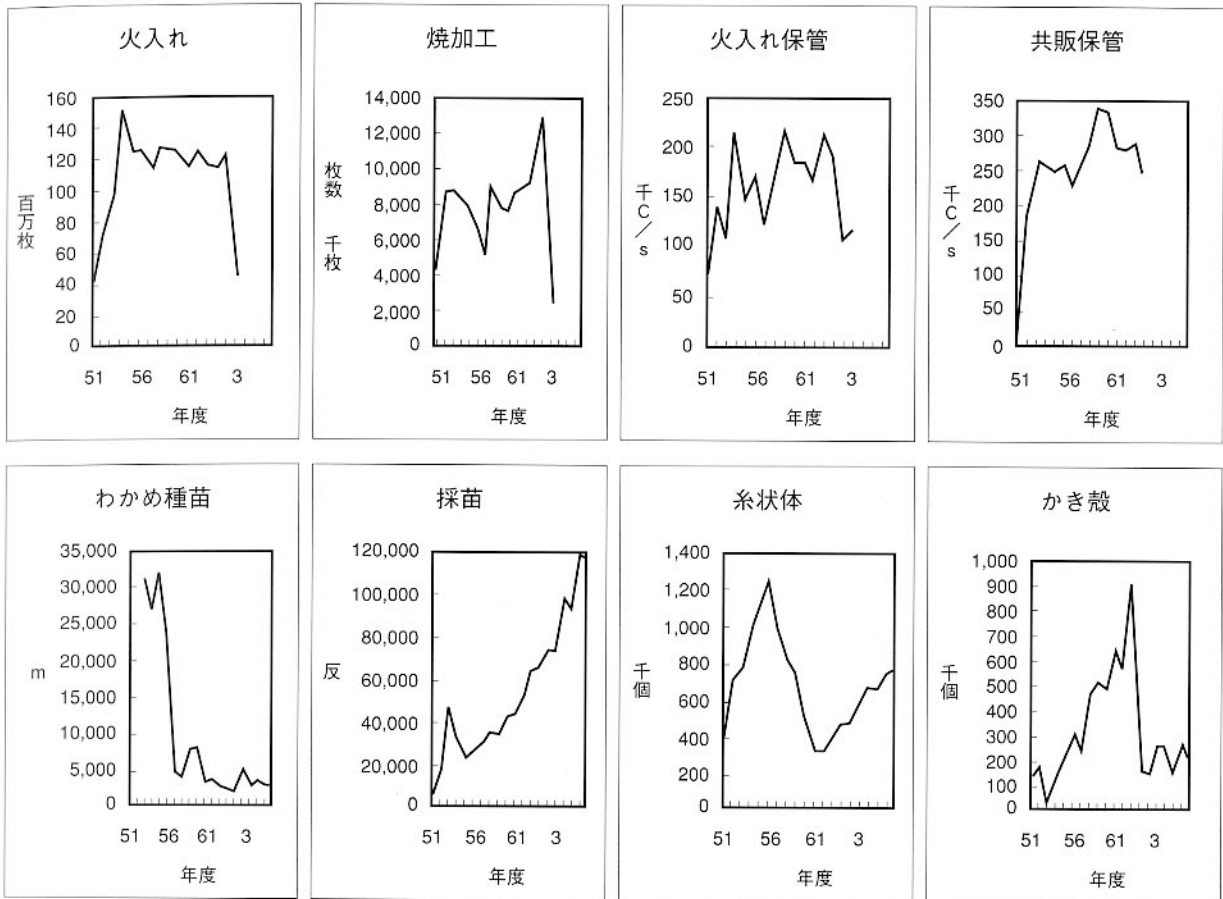 火入れ
160
140
120
100
80
60
40
20
0
百万枚
51 56 61 3
年度
焼加工
14,000
12,000
10,000
8,000
6,000
4,000
2,000
0
枚数 千枚
51 56 61 3
年度
火入れ保管
250
200
150
100
50
0
千C/s
51 56 61 3
年度
共販保管
350
300
250
200
150
100
50
0
千C/s
51 56 61 3
年度
わかめ種苗
35,000
30,000
25,000
20,000
15,000
10,000
5,000
0
m
51 56 61 3
年度
採苗
120,000
100,000
80,000
60,000
40,000
20,000
0
反
51 56 61 3
年度
糸状体
1,400
1,200
1,000
800
600
400
200
0
千個
51 56 61 3
年度
かき殻
1,000
900
800
700
600
500
400
300
200
100
0
千個
51 56 61 3
年度